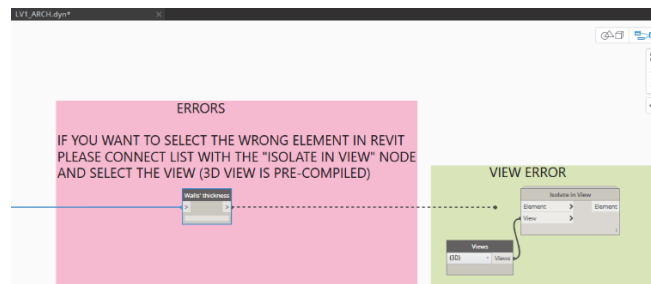 LV1_ARCH.dyn*
ERRORS
IF YOU WANT TO SELECT THE WRONG ELEMENT IN REVIT
PLEASE CONNECT LIST WITH THE "ISOLATE IN VIEW" NODE
AND SELECT THE VIEW (3D VIEW IS PRE-COMPILED)
Walls' thickness
> >
VIEW ERROR
Isolate In View
Element > Element
View >
Views
{3D} Views